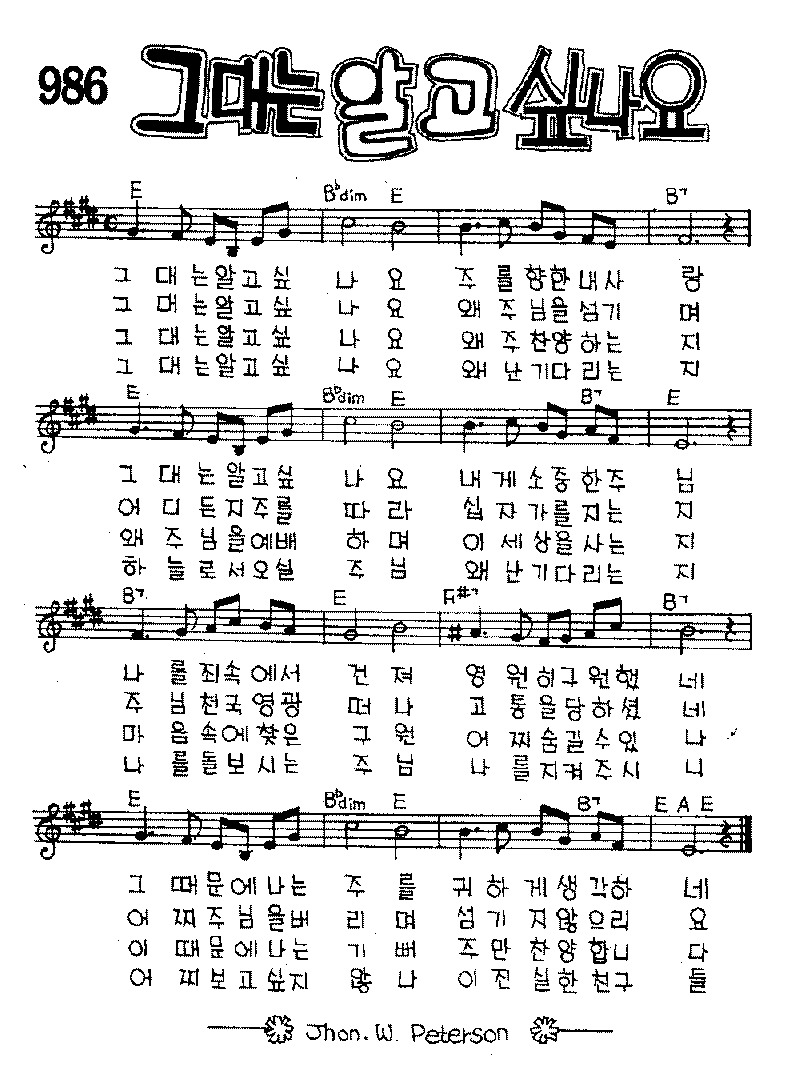 986 그대는 알고 싶나요
E B♭dim E B7
그 대 는 알 고 싶 나 요 주 를 향 한 내 사 랑
그 대 는 알 고 싶 나 요 왜 주 님 을 섬 기 며
그 대 는 알 고 싶 나 요 왜 주 찬 양 하 는 지
그 대 는 알 고 싶 나 요 왜 난 기 다 리 는 지
E B♭dim E B7 E
그 대 는 알 고 싶 나 요 내 게 소 중 한 주 님
어 디 든 지 주 를 따 라 십 자 가 를 지 는 지
왜 주 님 을 예 배 하 며 이 세 상 을 사 는 지
하 늘 로 서 오 실 주 님 왜 난 기 다 리 는 지
B7 E F#7 B7
나 를 죄 속 에 서 건 져 영 원 히 구 원 했 네
주 님 천 국 영 광 떠 나 고 통 을 당 하 셨 네
마 음 속 에 찾 은 구 원 어 찌 숨 길 수 있 나
나 를 돌 보 시 는 주 님 나 를 지 켜 주 시 니
E B♭dim E B7 E A E
그 때 문 에 나 는 주 를 귀 하 게 생 각 하 네
어 찌 주 님 을 버 리 며 섬 기 지 않 으 리 요
이 때 문 에 나 는 기 뻐 주 만 찬 양 합 니 다
어 찌 보 고 싶 지 않 나 이 진 실 한 친 구 들
Jhon. W. Peterson